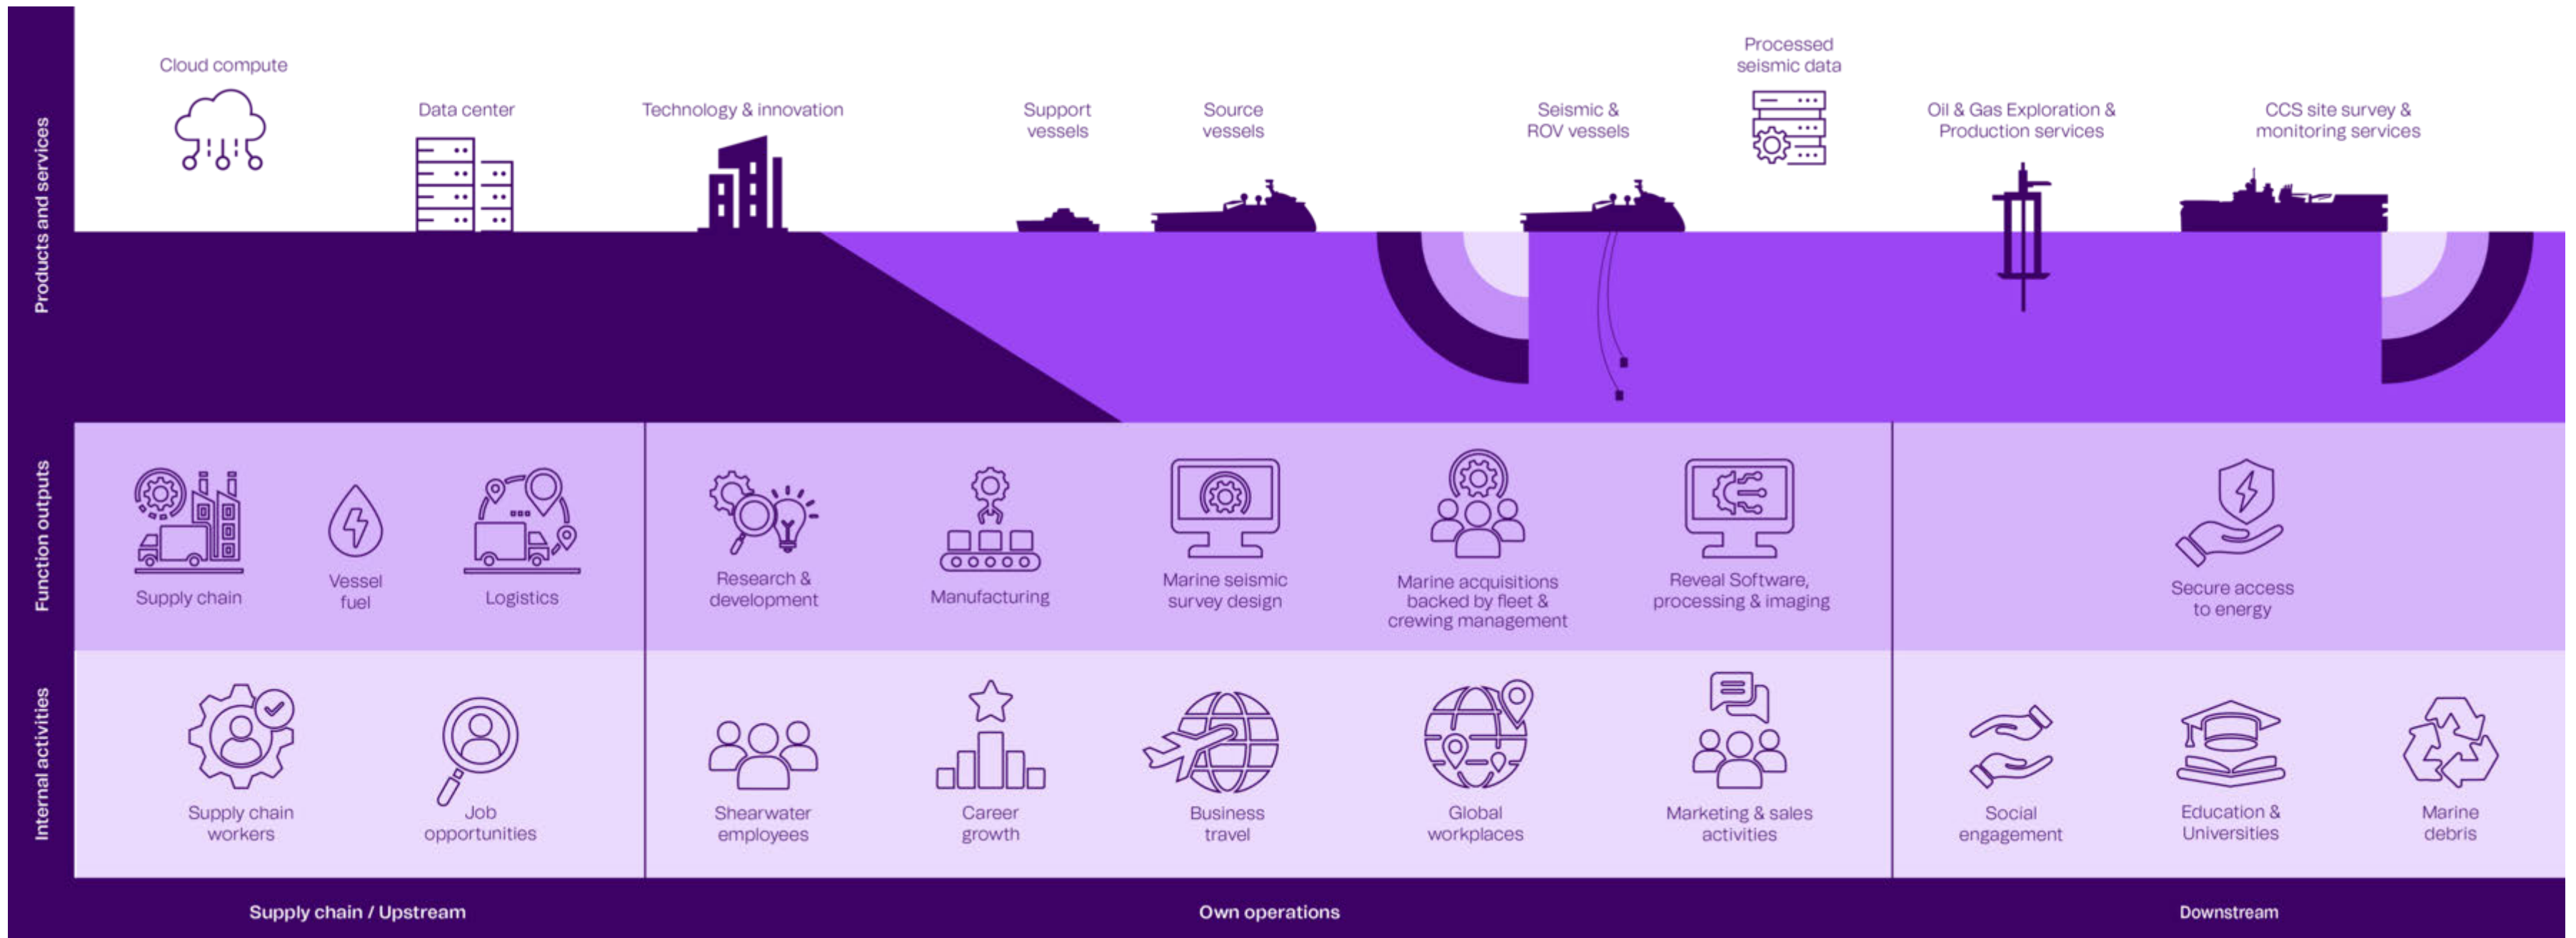 Products and services
Cloud compute
Data center
Technology & innovation
Support
vessels
Source
vessels
Seismic &
ROV vessels
Processed
seismic data
Oil & Gas Exploration &
Production services
CCS site survey &
monitoring services
Function outputs
Supply chain
Vessel
fuel
Logistics
Research &
development
Manufacturing
Marine seismic
survey design
Marine acquisitions
backed by fleet &
crewing management
Reveal Software,
processing & imaging
Secure access
to energy
Internal activities
Supply chain
workers
Job
opportunities
Shearwater
employees
Career
growth
Business
travel
Global
workplaces
Marketing & sales
activities
Social
engagement
Education &
Universities
Marine
debris
Supply chain / Upstream
Own operations
Downstream